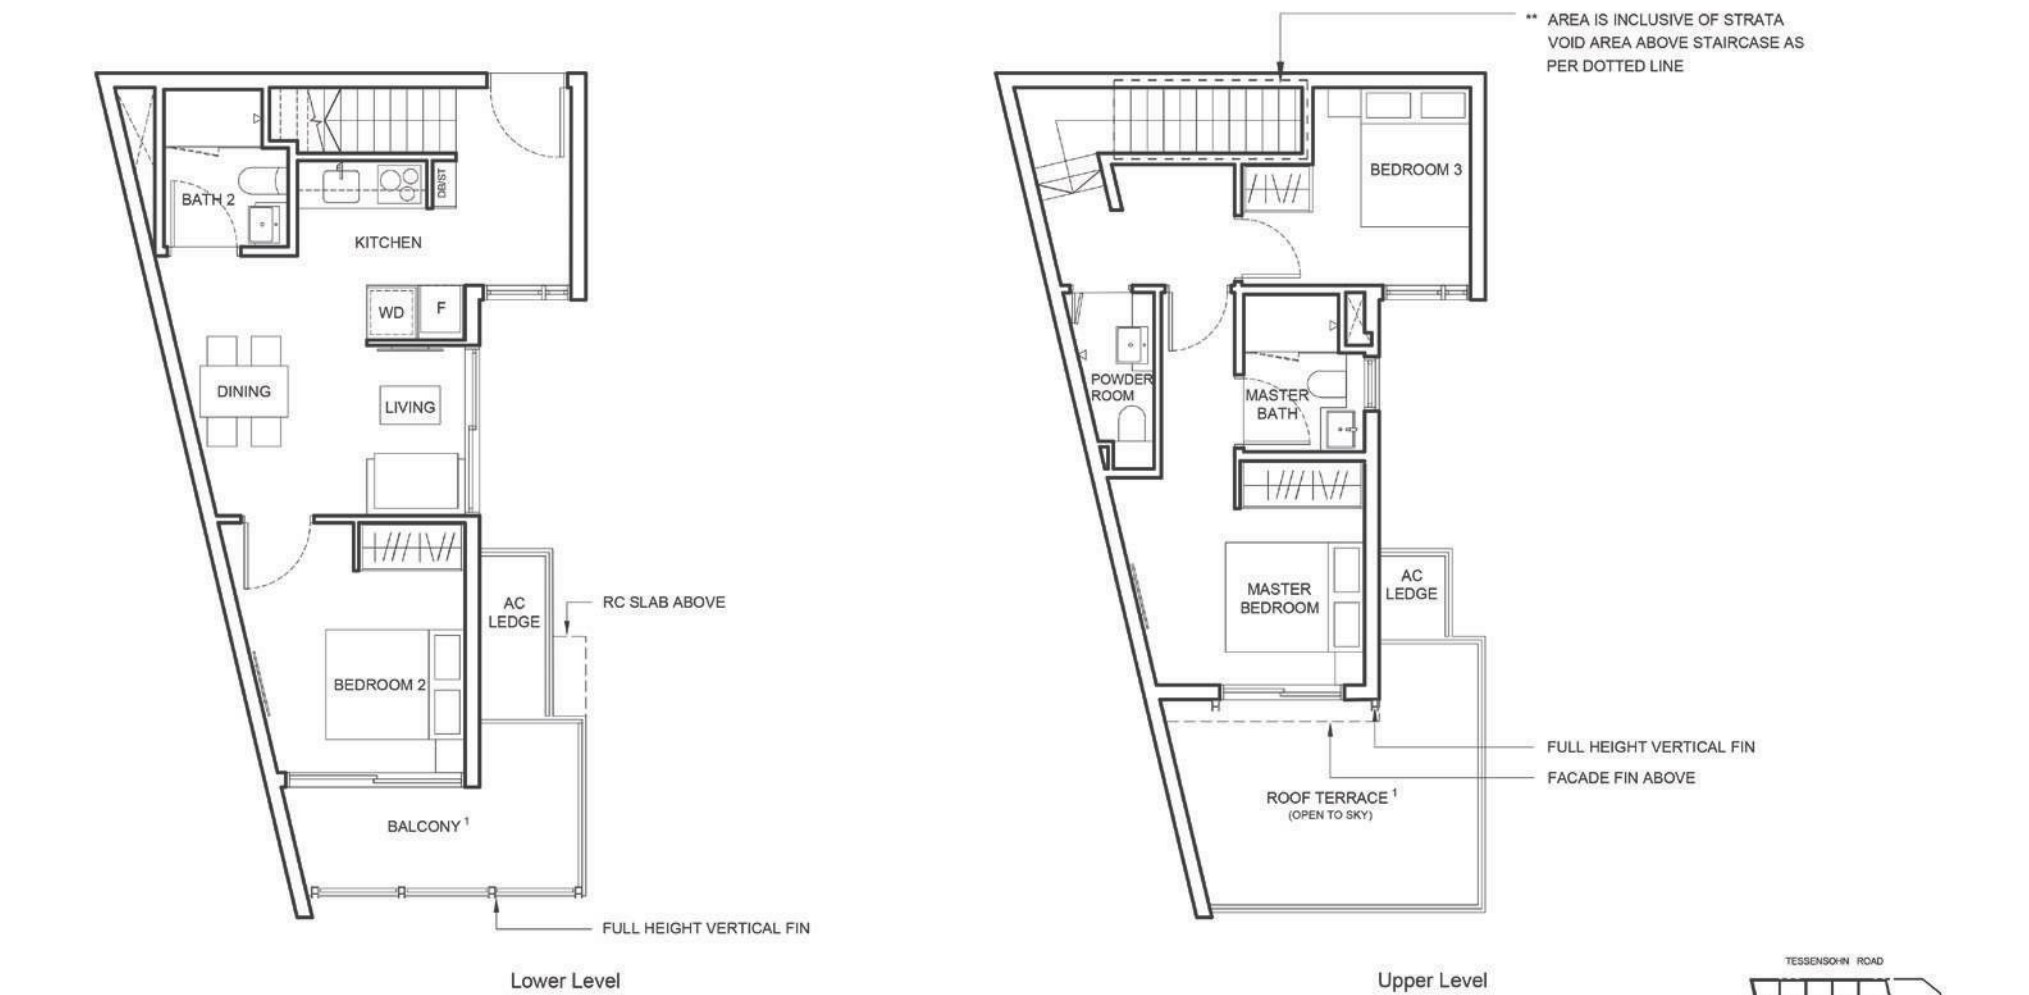 ** AREA IS INCLUSIVE OF STRATA
VOID AREA ABOVE STAIRCASE AS
PER DOTTED LINE
BATH 2
DB/ST
KITCHEN
WD
F
DINING
LIVING
AC
LEDGE
RC SLAB ABOVE
BEDROOM 2
BALCONY 1
FULL HEIGHT VERTICAL FIN
Lower Level
BEDROOM 3
POWDER
ROOM
MASTER
BATH
MASTER
BEDROOM
AC
LEDGE
FULL HEIGHT VERTICAL FIN
FACADE FIN ABOVE
ROOF TERRACE 1
(OPEN TO SKY)
Upper Level
TESSENSOHN ROAD